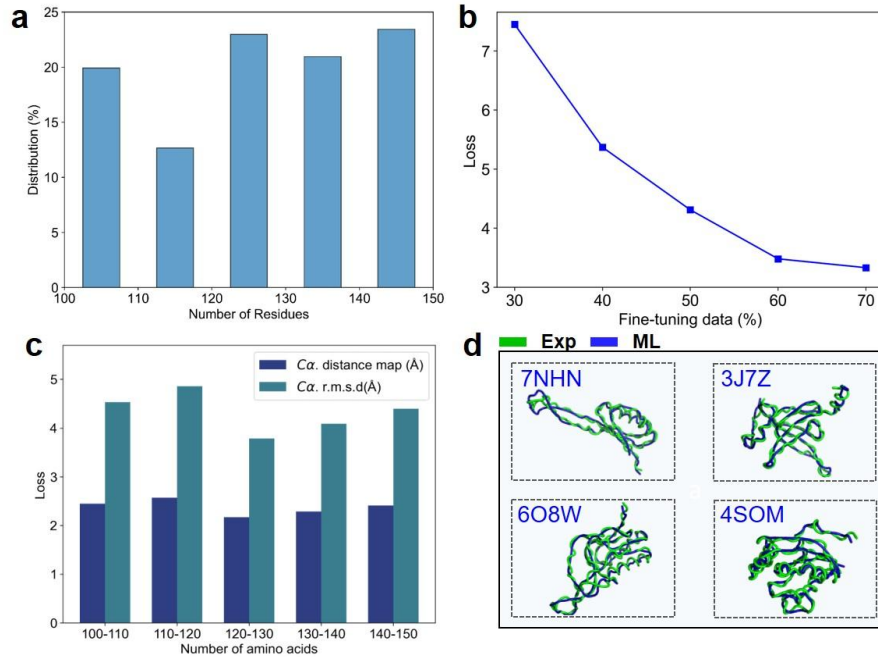 a
25
20
15
10
5
0
Distribution (%)
100 110 120 130 140 150
Number of Residues
b
7
6
5
4
3
Loss
30 40 50 60 70
Fine-tuning data (%)
c
Cα. distance map (Å)
Cα. r.m.s.d(Å)
5
4
3
2
1
0
Loss
100-110 110-120 120-130 130-140 140-150
Number of amino acids
Exp ML
d
7NHN
3J7Z
a
6O8W
4SOM